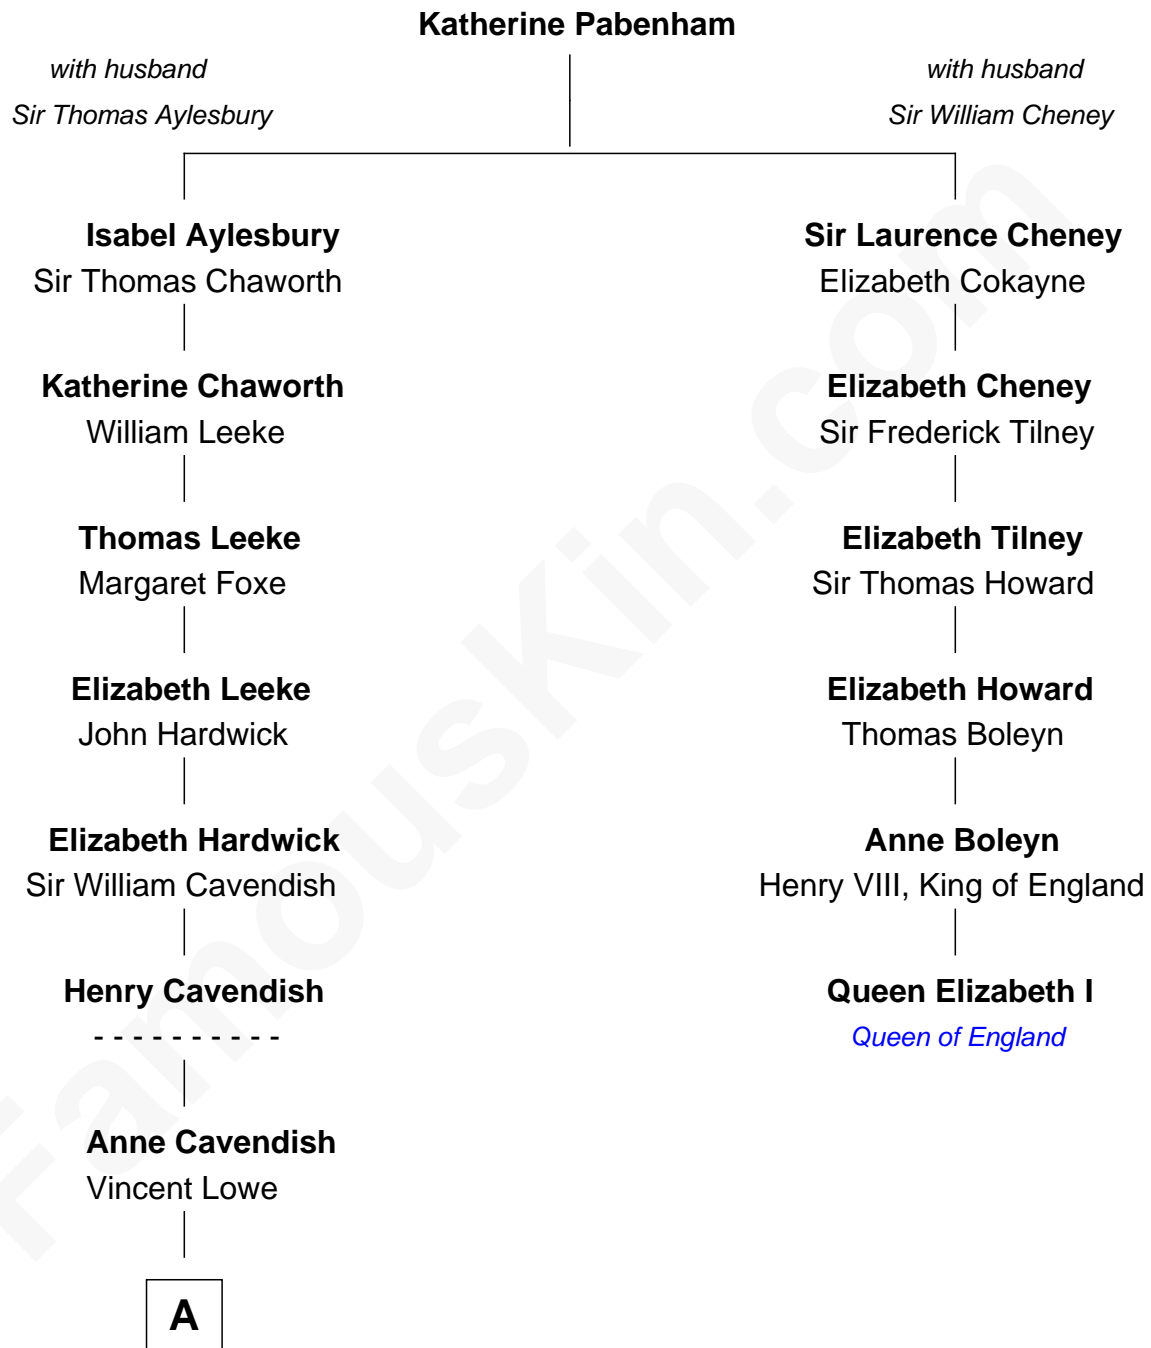 Katherine Pabenham
with husband
Sir Thomas Aylesbury
with husband
Sir William Cheney
Isabel Aylesbury
Sir Thomas Chaworth
Katherine Chaworth
William Leeke
Thomas Leeke
Margaret Foxe
Elizabeth Leeke
John Hardwick
Elizabeth Hardwick
Sir William Cavendish
Henry Cavendish
- - - - - - - - - -
Anne Cavendish
Vincent Lowe
A
Sir Laurence Cheney
Elizabeth Cokayne
Elizabeth Cheney
Sir Frederick Tilney
Elizabeth Tilney
Sir Thomas Howard
Elizabeth Howard
Thomas Boleyn
Anne Boleyn
Henry VIII, King of England
Queen Elizabeth I
Queen of England
FamousKin.com